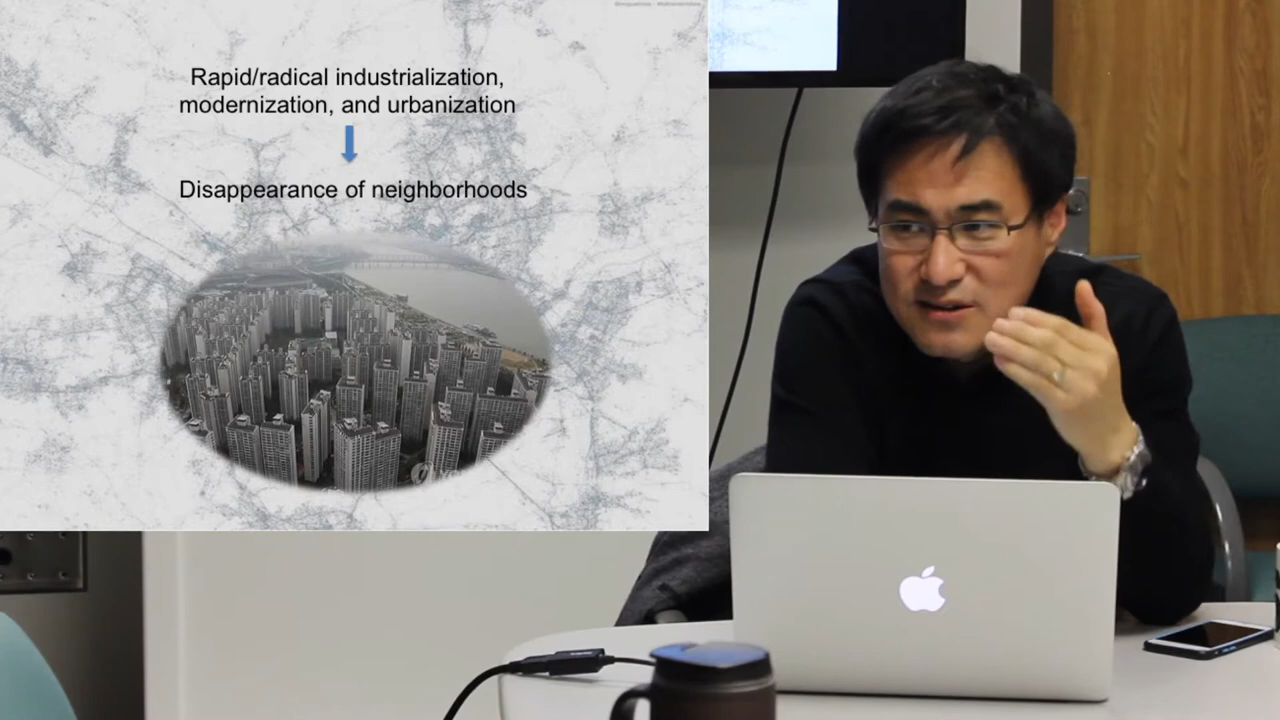 Rapid/radical industrialization,
modernization, and urbanization
Disappearance of neighborhoods